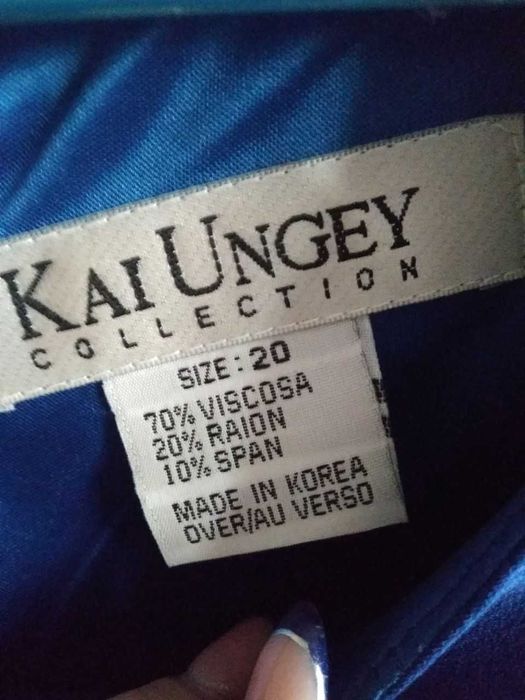 KAI UNGEY
COLLECTION
SIZE: 20
70% VISCOSA
20% RAION
10% SPAN
MADE IN KOREA
OVER/AU VERSO